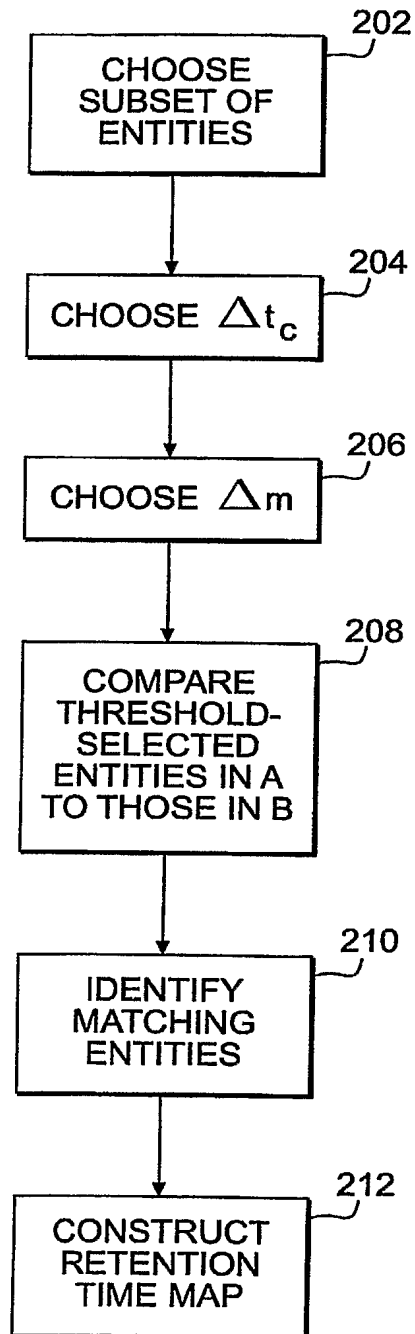 202
CHOOSE
SUBSET OF
ENTITIES
204
CHOOSE Δtc
206
CHOOSE Δm
208
COMPARE
THRESHOLD-
SELECTED
ENTITIES IN A
TO THOSE IN B
210
IDENTIFY
MATCHING
ENTITIES
212
CONSTRUCT
RETENTION
TIME MAP